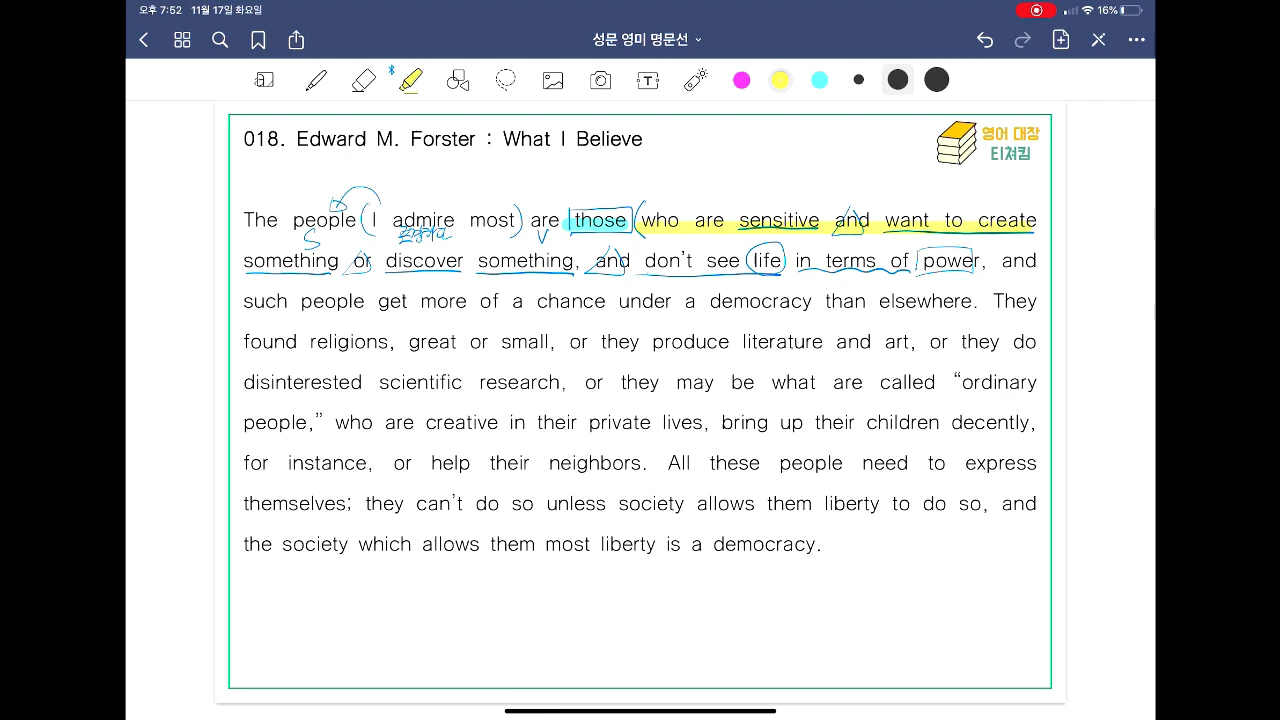 오후 7:52 11월 17일 화요일
16%
성문 영미 명문선
T
018. Edward M. Forster : What I Believe
영어 대장
티쳐킴
The people (I admire most) are those (who are sensitive and want to create
S
V
something or discover something, and don't see life in terms of power, and
such people get more of a chance under a democracy than elsewhere. They
found religions, great or small, or they produce literature and art, or they do
disinterested scientific research, or they may be what are called “ordinary
people,” who are creative in their private lives, bring up their children decently,
for instance, or help their neighbors. All these people need to express
themselves; they can't do so unless society allows them liberty to do so, and
the society which allows them most liberty is a democracy.